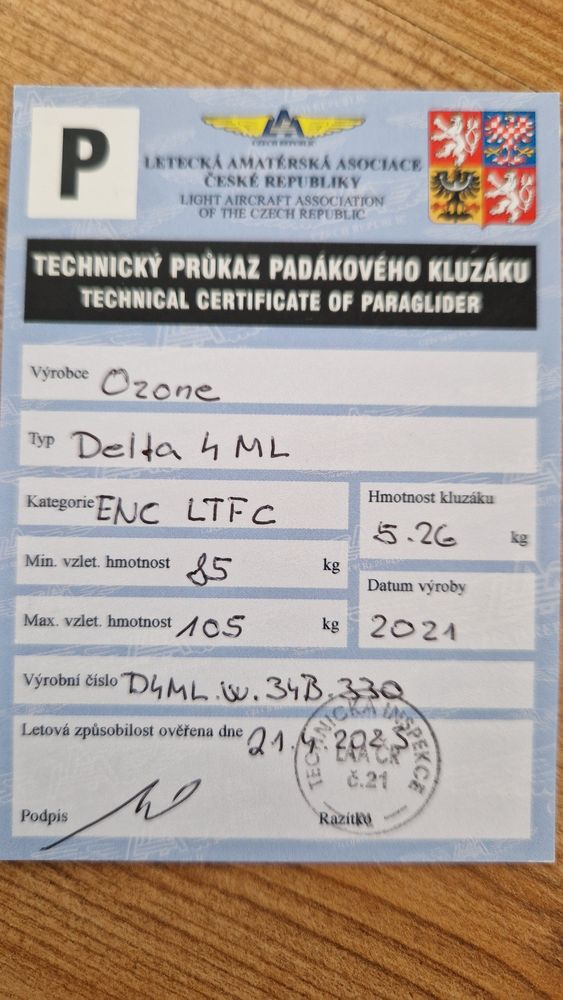 P
CZECH REPUBLIC
LETECKÁ AMATÉRSKÁ ASOCIACE
ČESKÉ REPUBLIKY
LIGHT AIRCRAFT ASSOCIATION
OF THE CZECH REPUBLIC
TECHNICKÝ PRŮKAZ PADÁKOVÉHO KLUZÁKU
TECHNICAL CERTIFICATE OF PARAGLIDER
Výrobce Ozone
Typ Delta 4 ML
Kategorie ENC LTFC
Hmotnost kluzáku
5.26 kg
Min. vzlet. hmotnost 85 kg
Datum výroby
Max. vzlet. hmotnost 105 kg
2021
Výrobní číslo D4ML.w.34B.330
Letová způsobilost ověřena dne 21.4.2023
TECHNICKÁ INSPEKCE
LAA ČR
č.21
Podpis
Razítko